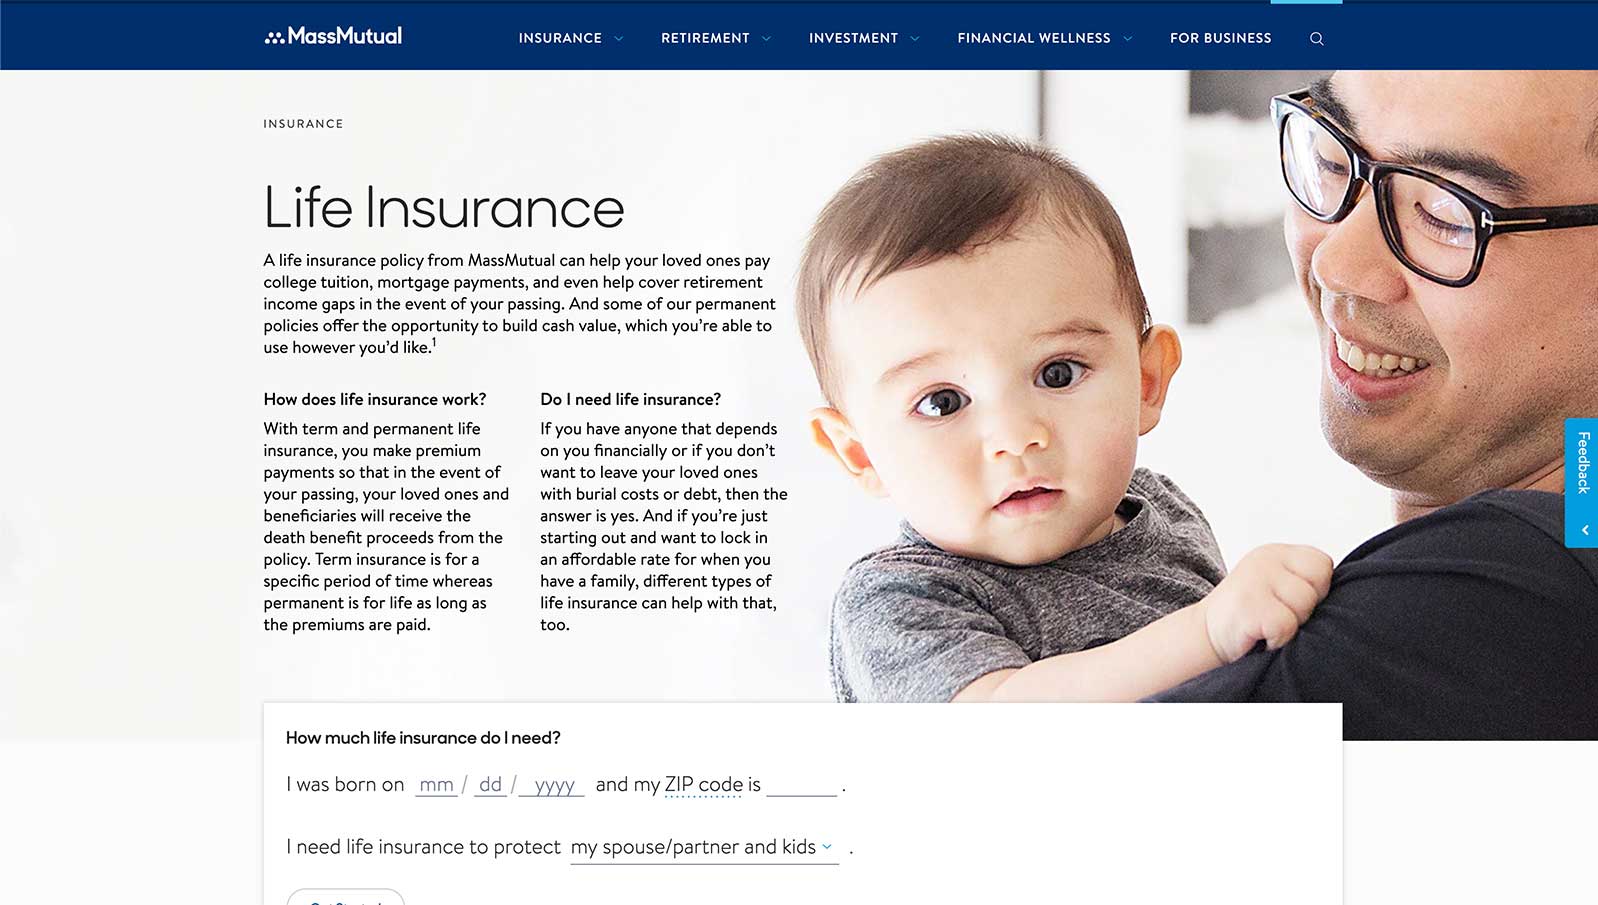 MassMutual
INSURANCE
RETIREMENT
INVESTMENT
FINANCIAL WELLNESS
FOR BUSINESS
INSURANCE
Life Insurance
A life insurance policy from MassMutual can help your loved ones pay
college tuition, mortgage payments, and even help cover retirement
income gaps in the event of your passing. And some of our permanent
policies offer the opportunity to build cash value, which you’re able to
use however you’d like.1
How does life insurance work?
With term and permanent life
insurance, you make premium
payments so that in the event of
your passing, your loved ones and
beneficiaries will receive the
death benefit proceeds from the
policy. Term insurance is for a
specific period of time whereas
permanent is for life as long as
the premiums are paid.
Do I need life insurance?
If you have anyone that depends
on you financially or if you don’t
want to leave your loved ones
with burial costs or debt, then the
answer is yes. And if you’re just
starting out and want to lock in
an affordable rate for when you
have a family, different types of
life insurance can help with that,
too.
Feedback
How much life insurance do I need?
I was born on mm / dd / yyyy and my ZIP code is .
I need life insurance to protect my spouse/partner and kids .